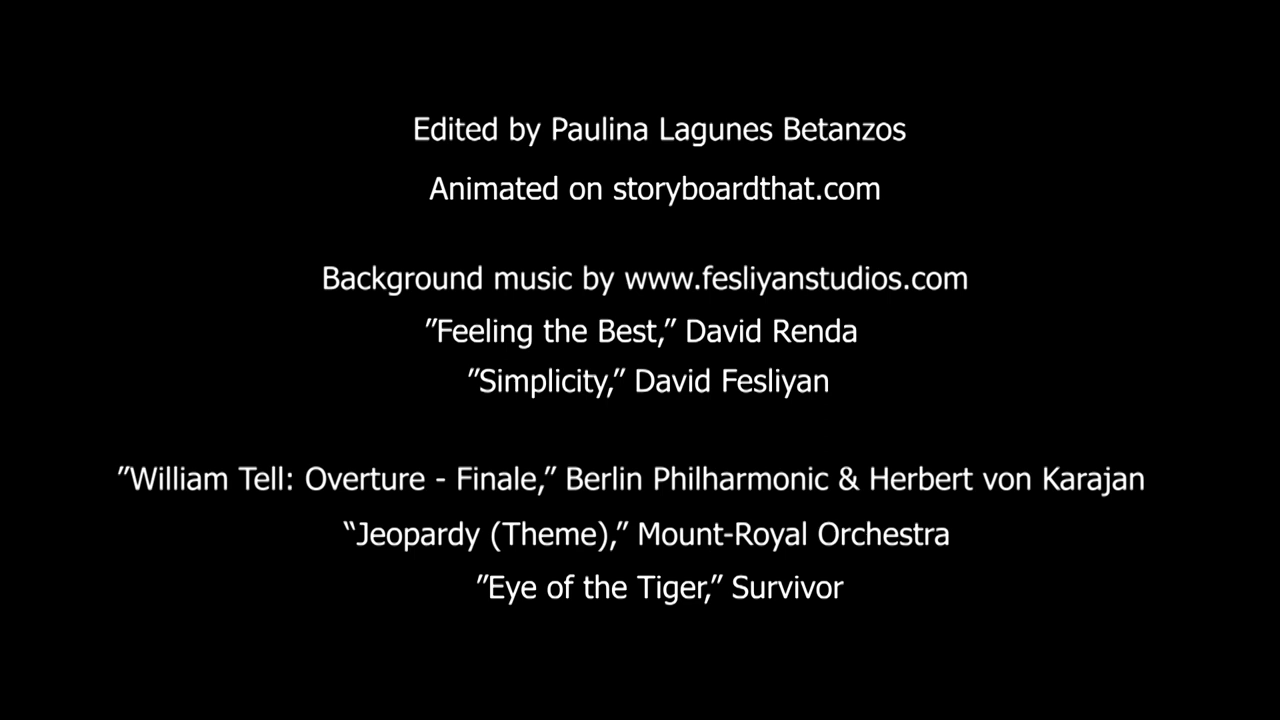 Edited by Paulina Lagunes Betanzos
Animated on storyboardthat.com
Background music by www.fesliyanstudios.com
”Feeling the Best,” David Renda
”Simplicity,” David Fesliyan
”William Tell: Overture - Finale,” Berlin Philharmonic & Herbert von Karajan
“Jeopardy (Theme),” Mount-Royal Orchestra
”Eye of the Tiger,” Survivor